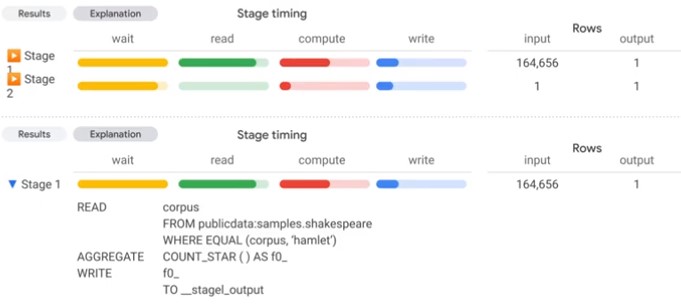 Results Explanation Stage timing
Rows
wait read compute write input output
Stage 1 164,656 1
Stage 2 1 1
Results Explanation Stage timing
Rows
wait read compute write input output
Stage 1 164,656 1
READ corpus
FROM publicdata:samples.shakespeare
WHERE EQUAL (corpus, 'hamlet')
AGGREGATE COUNT_STAR ( ) AS f0_
WRITE f0_
TO __stagel_output